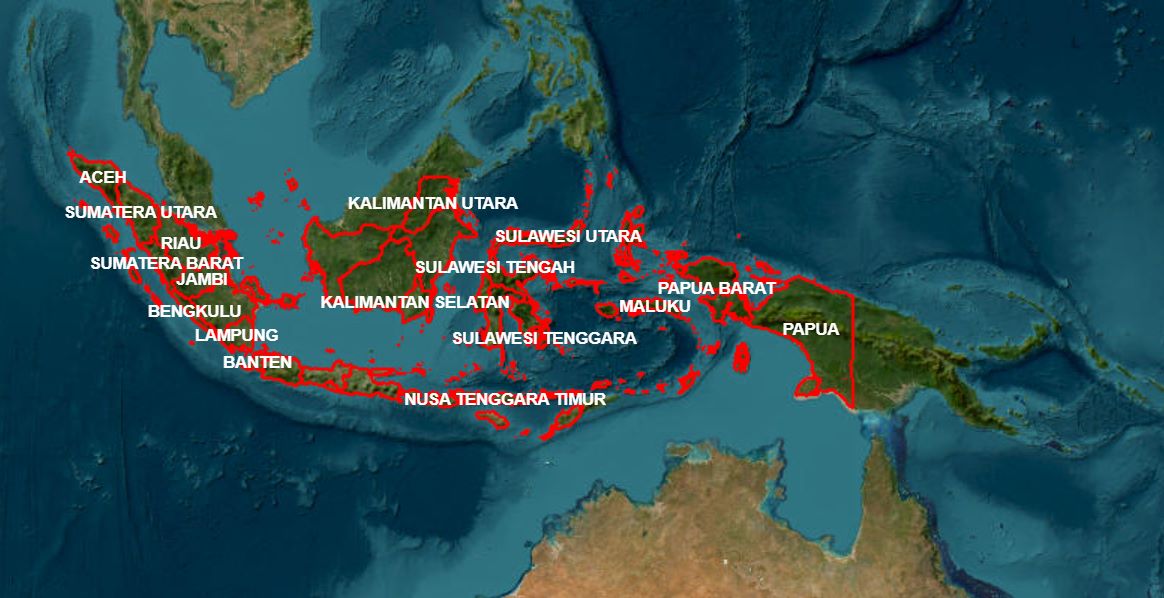 ACEH
KALIMANTAN UTARA
SUMATERA UTARA
SULAWESI UTARA
RIAU
SUMATERA BARAT
SULAWESI TENGAH
JAMBI
PAPUA BARAT
KALIMANTAN SELATAN
MALUKU
BENGKULU
PAPUA
LAMPUNG
SULAWESI TENGGARA
BANTEN
NUSA TENGGARA TIMUR